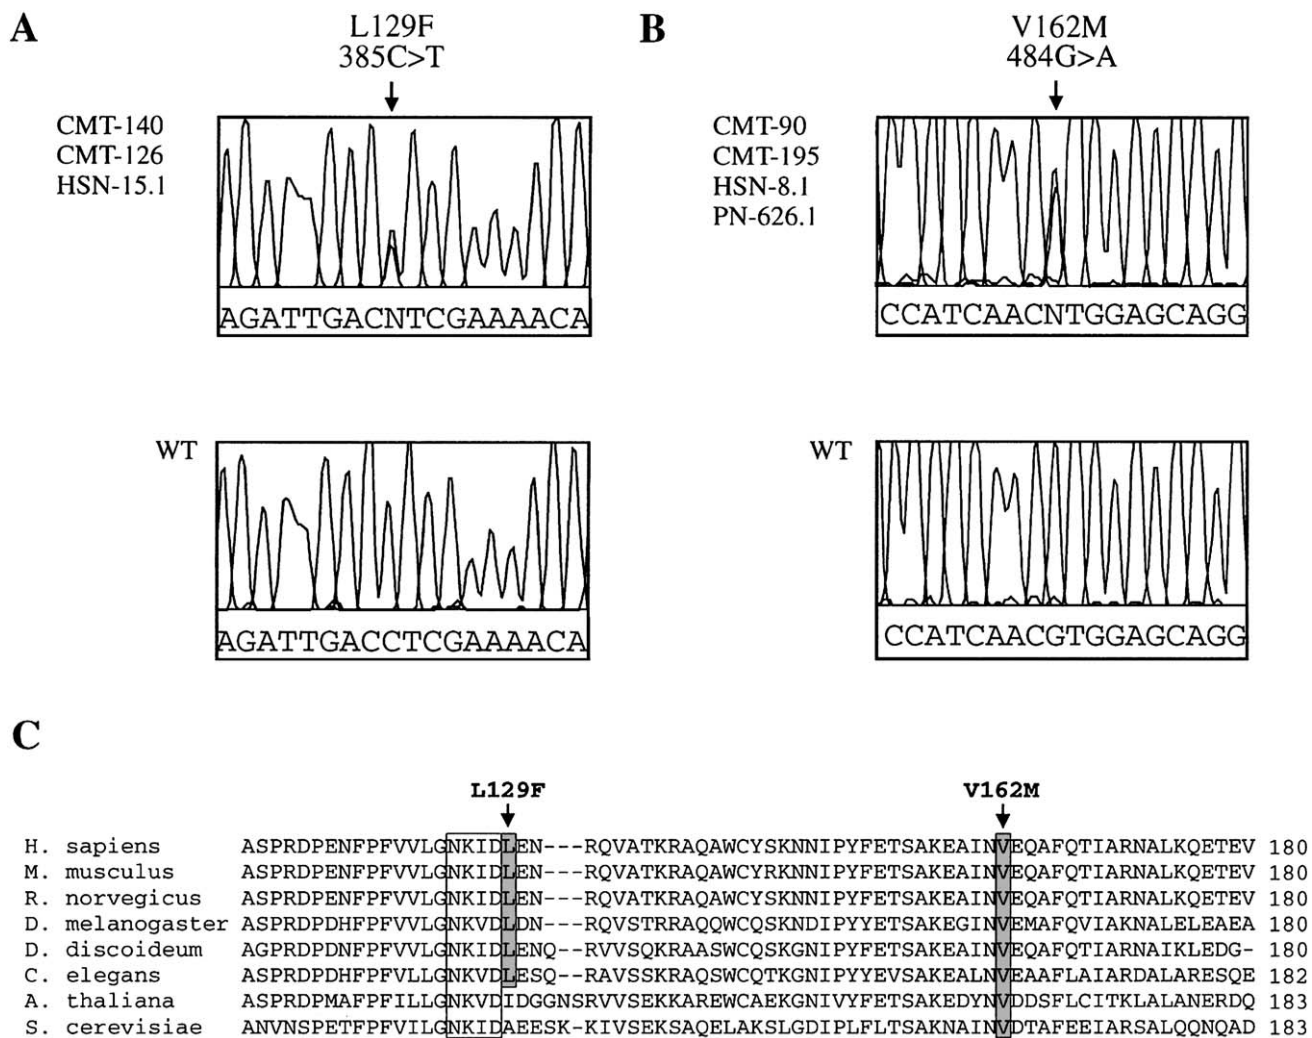 A
L129F
385C>T
CMT-140
CMT-126
HSN-15.1
AGATTGACNTCGAAAACA
WT
AGATTGACCTCGAAAACA
B
V162M
484G>A
CMT-90
CMT-195
HSN-8.1
PN-626.1
CCATCAACNTGGAGCAGG
WT
CCATCAACGTGGAGCAGG
C
L129F V162M
H. sapiens ASPRDPENFPFVVLGNKIDLEN---RQVATKRAQAWCYSKNNIPYFETSAKEAINVEQAFQTIARNALKQETEV 180
M. musculus ASPRDPENFPFVVLGNKIDLEN---RQVATKRAQAWCYRKNNIPYFETSAKEAINVEQAFQTIARNALKQETEV 180
R. norvegicus ASPRDPENFPFVVLGNKIDLEN---RQVATKRAQAWCYSKNNIPYFETSAKEAINVEQAFQTIARNALKQETEV 180
D. melanogaster ASPRDPDHFPFVVLGNKVDLDN---RQVSTRRAQQWCQSKNDIPYYETSAKEGINVEMAFQVIAKNALELEAEA 180
D. discoideum AGPRDPDNFPFVVLGNKIDLENQ--RVVSQKRAASWCQSKGNIPYFETSAKEAINVEQAFQTIARNAIKLEDG- 180
C. elegans ASPRDPDHFPFVLLGNKVDLESQ--RAVSSKRAQSWCQTKGNIPYYEVSAKEALNVEAAFLAIARDALARESQE 182
A. thaliana ASPRDPMAFPFILLGNKVDIDGGNSRVVSEKKAREWCAEKGNIVYFETSAKEDYNVDDSFLCITKLALANERDQ 183
S. cerevisiae ANVNSPETFPFVILGNKIDAEESK-KIVSEKSAQELAKSLGDIPLFLTSAKNAINVDTAFEEIARSALQQNQAD 183